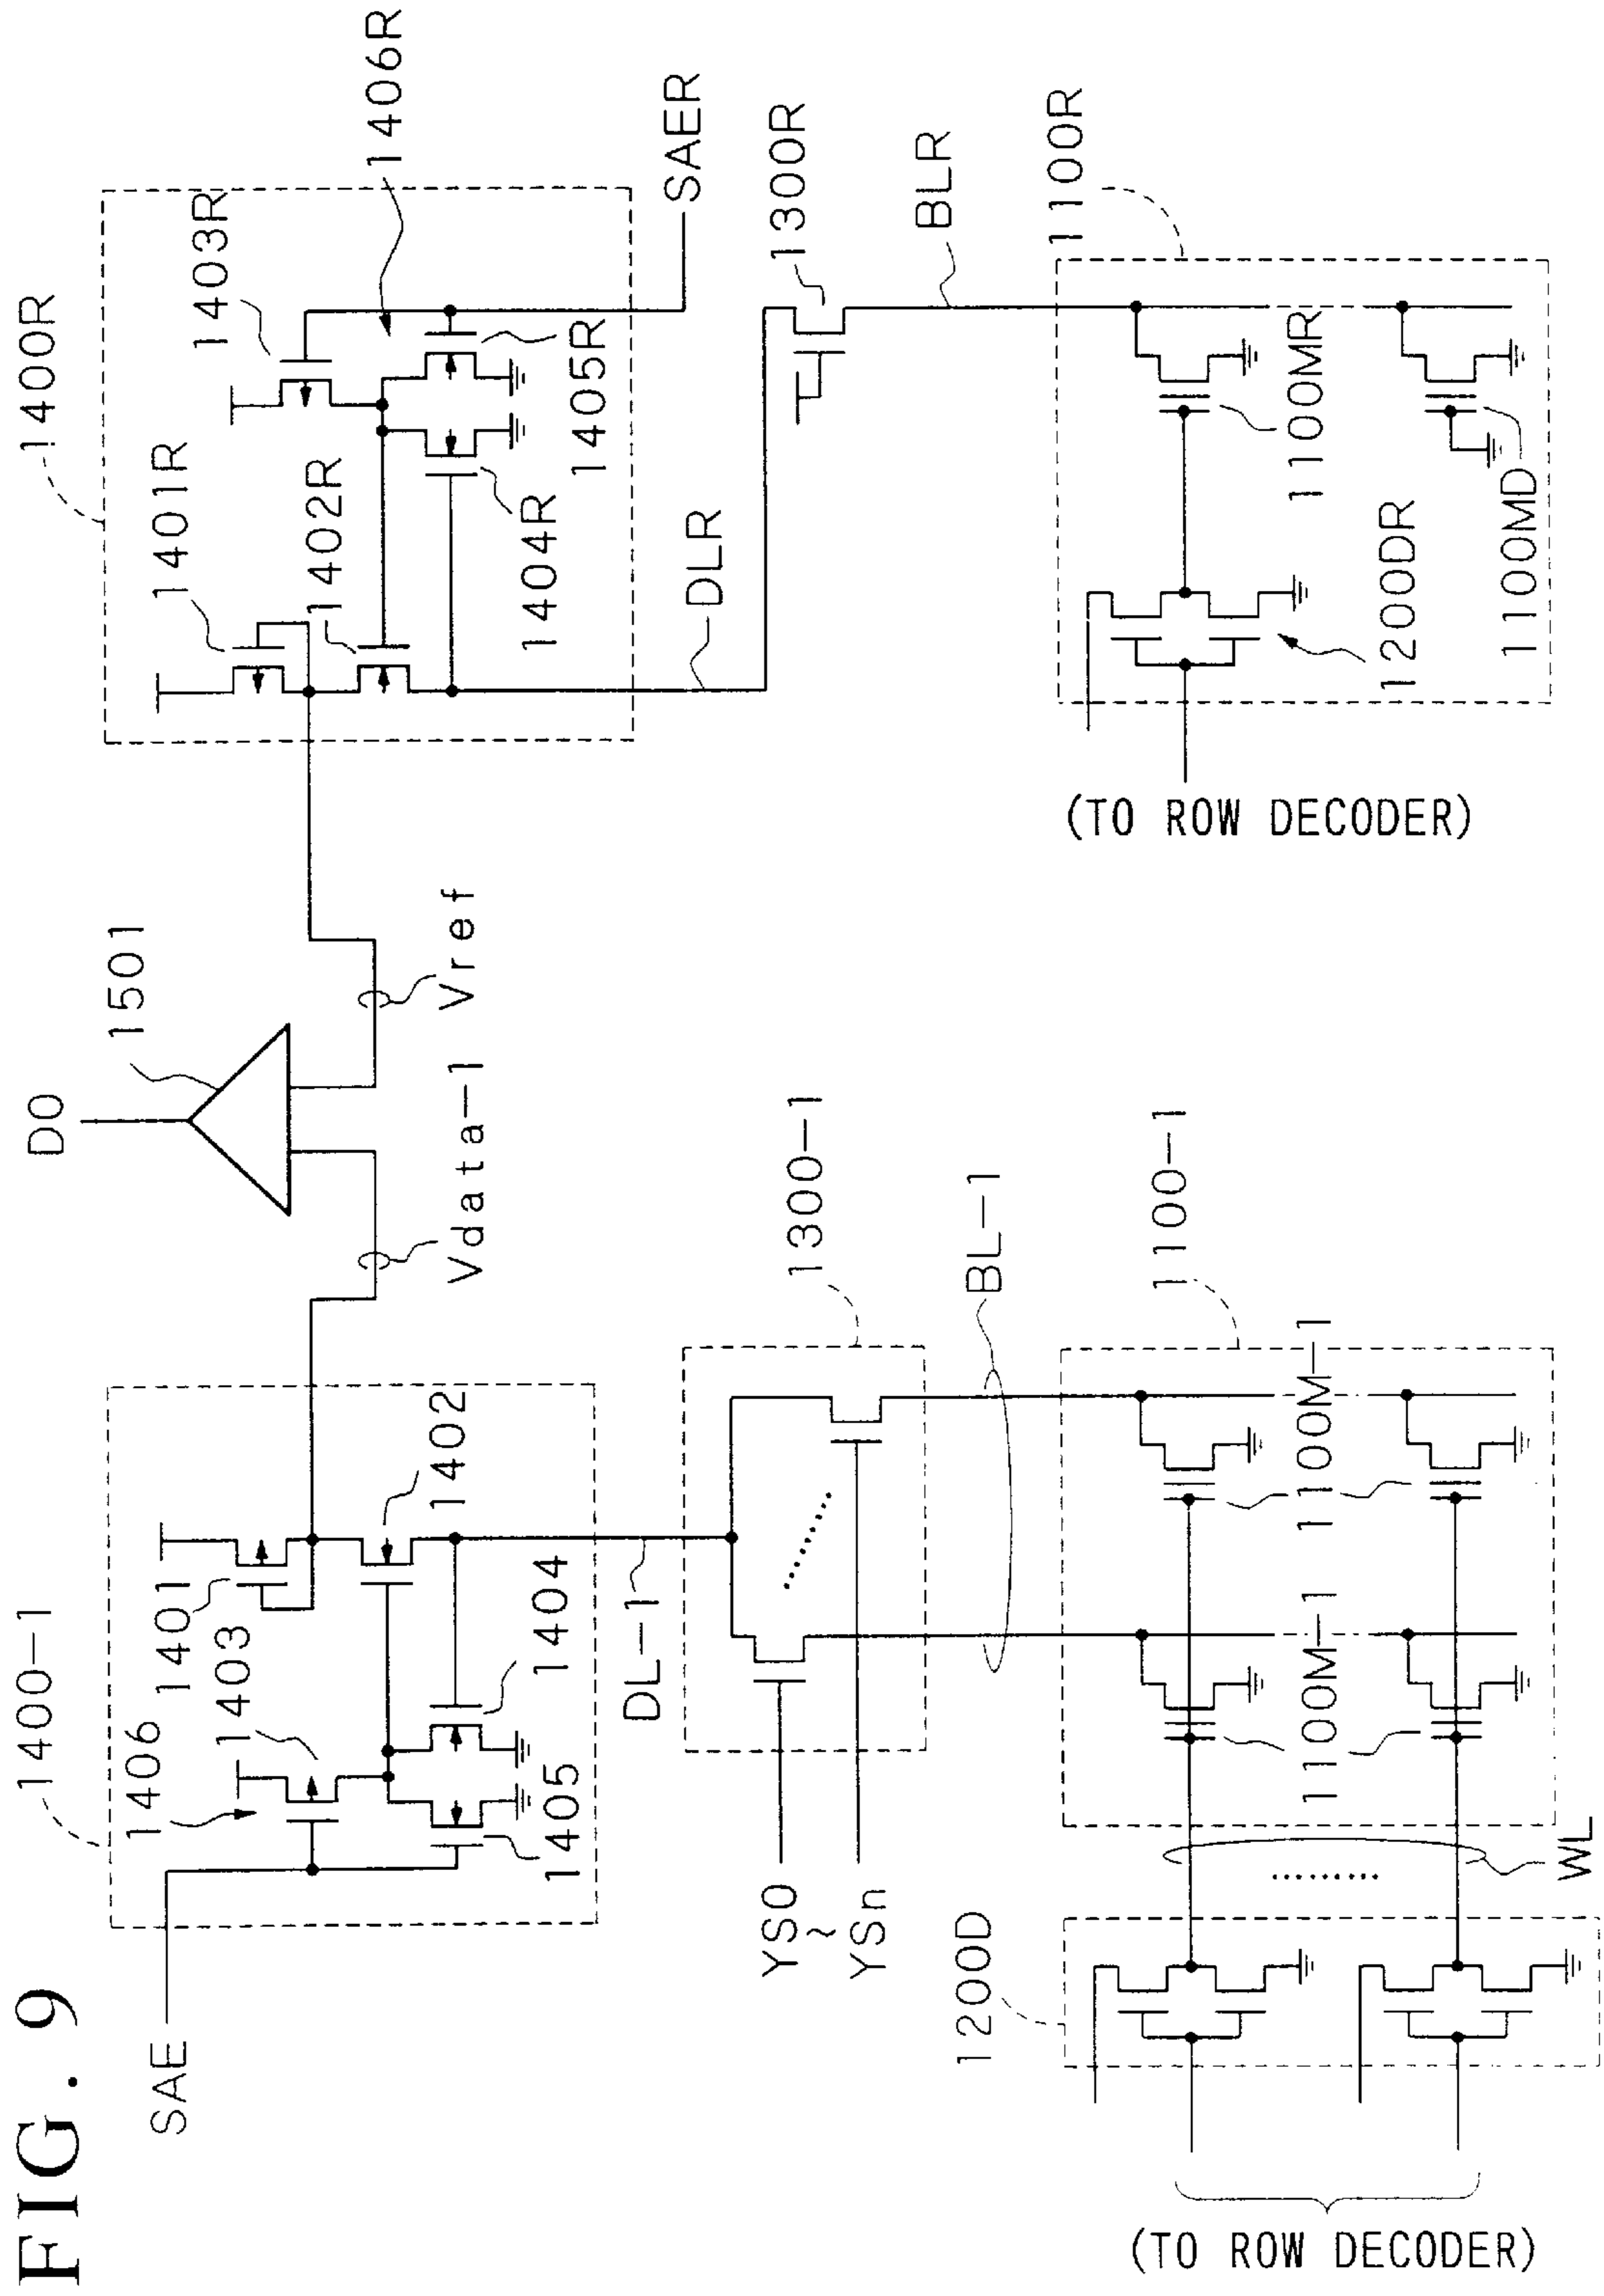 FIG. 9
1400-1
1406
1403
1401
1402
1404
1405
SAE
DL-1
DO
1501
Vdata-1
Vref
1400R
1401R
1402R
1403R
1404R
1405R
1406R
SAER
DLR
1300R
BLR
1100R
1100MR
1100MD
1200DR
(TO ROW DECODER)
YS0
~
YSn
1300-1
BL-1
1100-1
1100M-1
1100M-1
WL
1200D
(TO ROW DECODER)